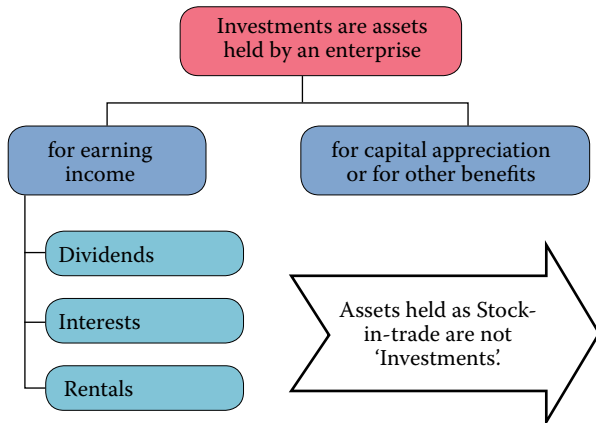 Investments are assets
held by an enterprise
for earning
income
for capital appreciation
or for other benefits
Dividends
Interests
Rentals
Assets held as Stock-
in-trade are not
‘Investments’.